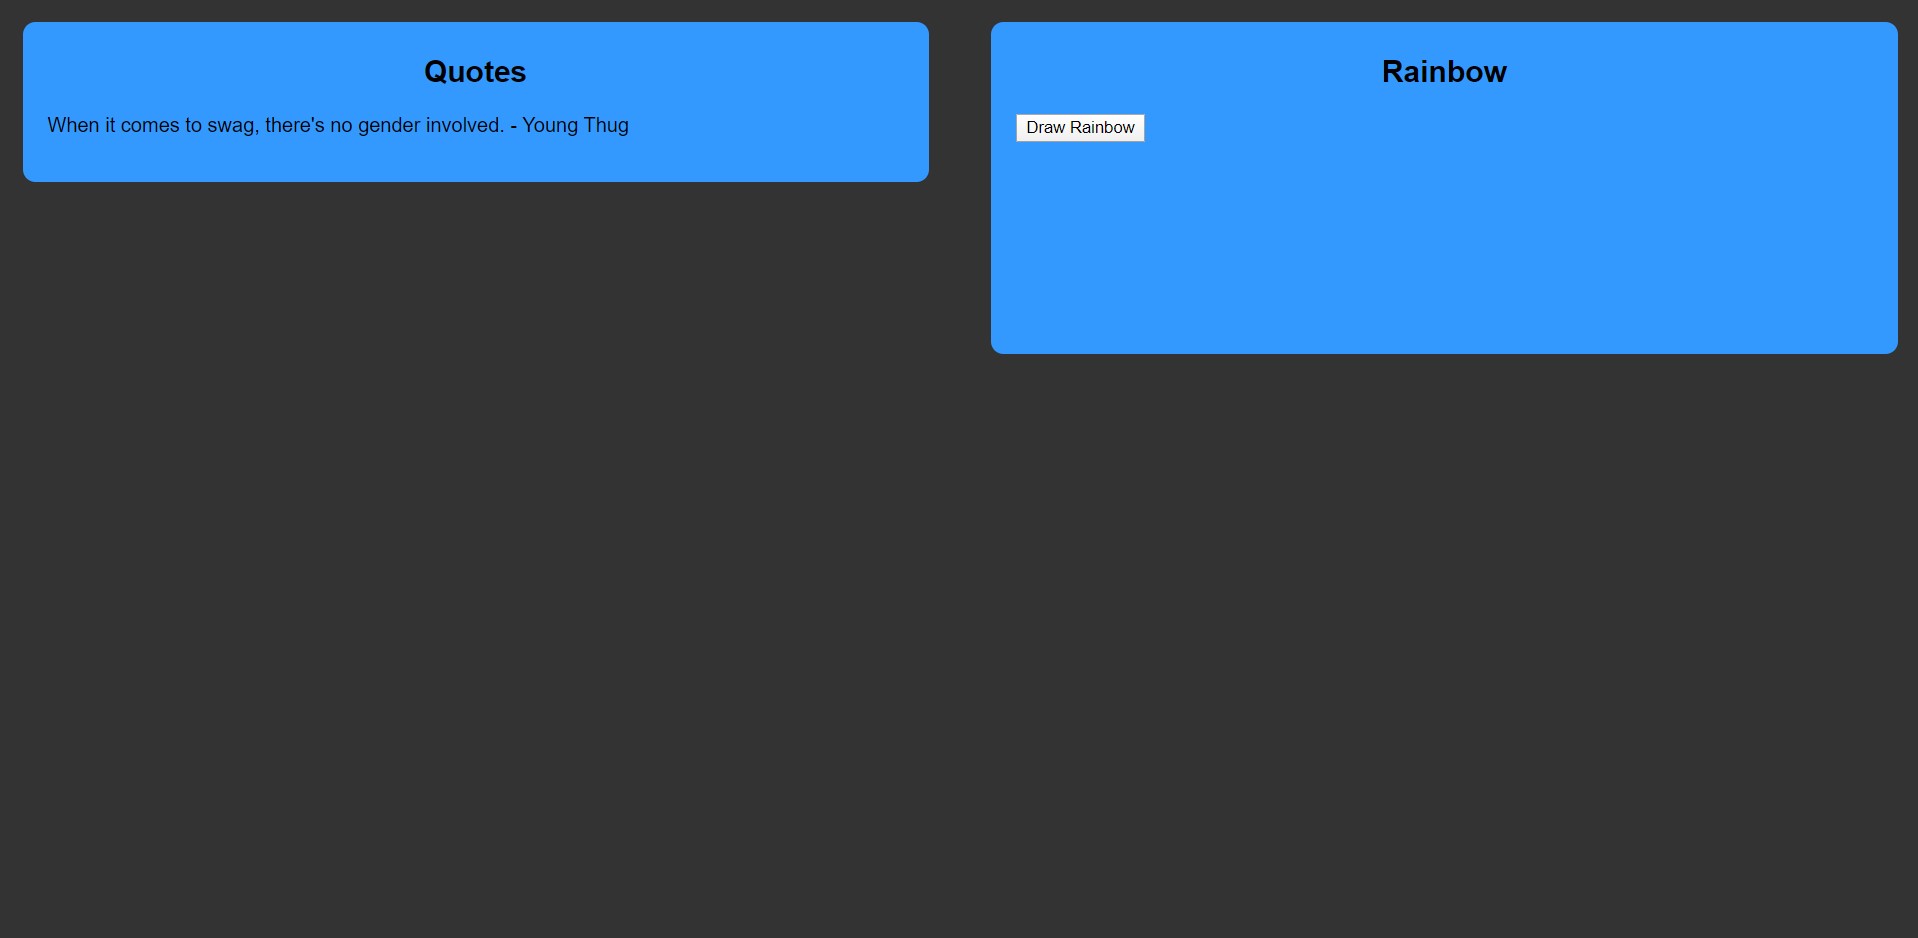 Quotes
When it comes to swag, there's no gender involved. - Young Thug
Rainbow
Draw Rainbow